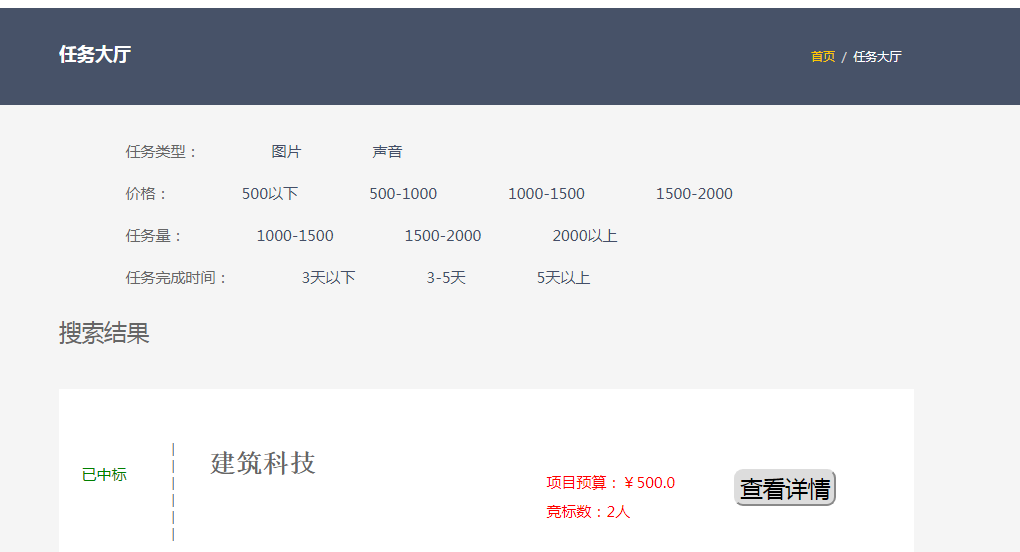 任务大厅
首页 / 任务大厅
任务类型： 图片 声音
价格： 500以下 500-1000 1000-1500 1500-2000
任务量： 1000-1500 1500-2000 2000以上
任务完成时间： 3天以下 3-5天 5天以上
搜索结果
已中标
建筑科技
项目预算：￥500.0
竞标数：2人
查看详情